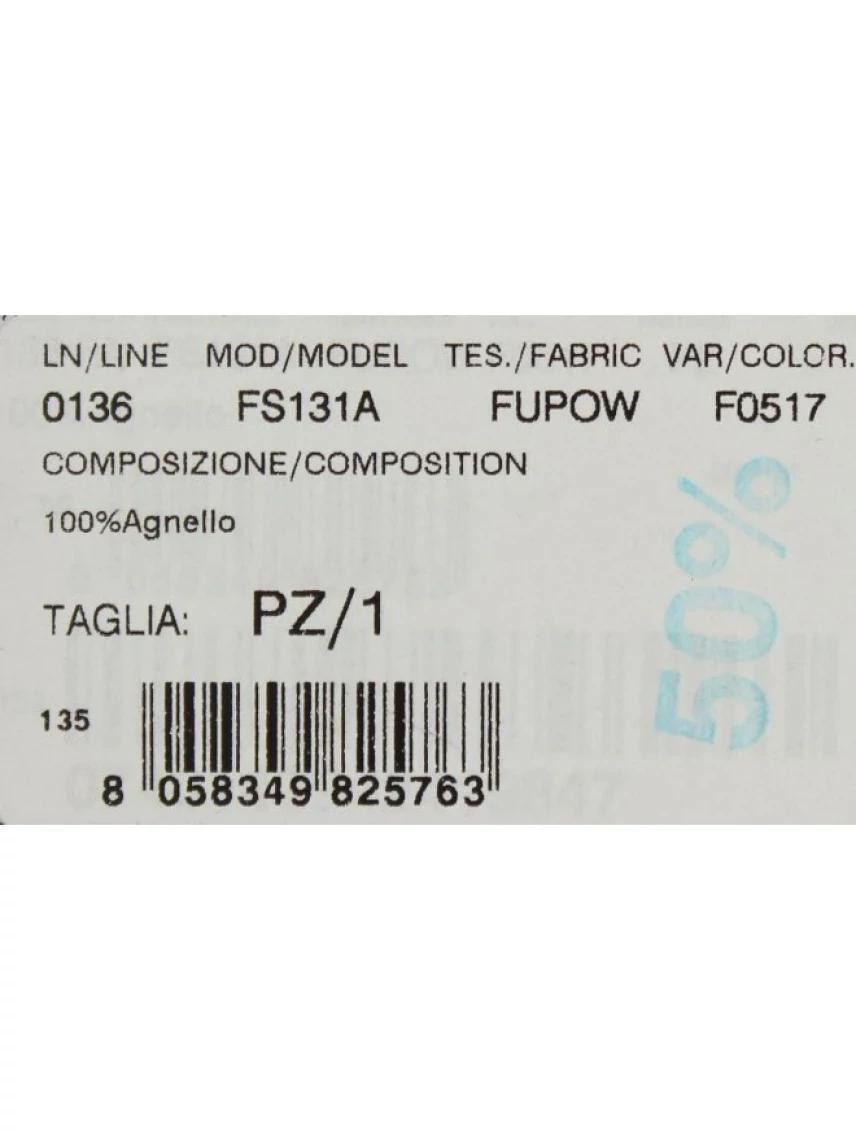 LN/LINE MOD/MODEL TES./FABRIC VAR/COLOR.
0136 FS131A FUPOW F0517
COMPOSIZIONE/COMPOSITION
100%Agnello
50%
TAGLIA: PZ/1
135
8 058349 825763